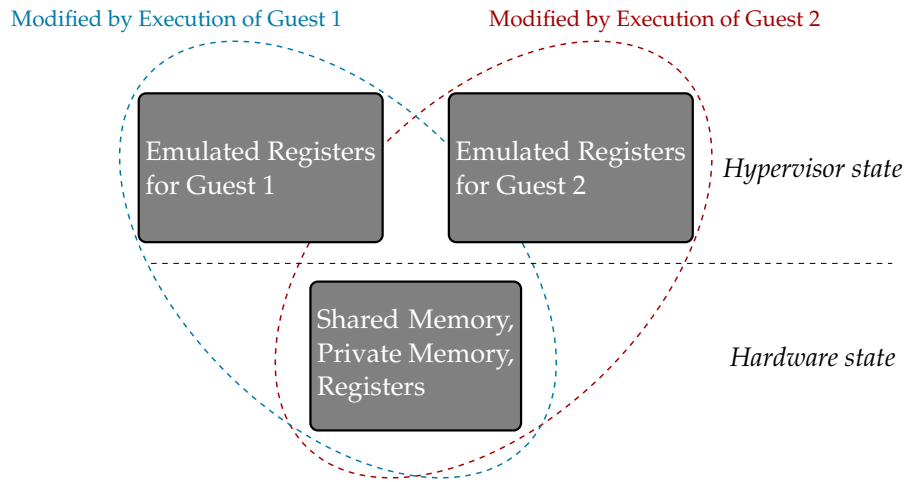 Modified by Execution of Guest 1
Modified by Execution of Guest 2
Emulated Registers
for Guest 1
Emulated Registers
for Guest 2
Hypervisor state
Shared Memory,
Private Memory,
Registers
Hardware state